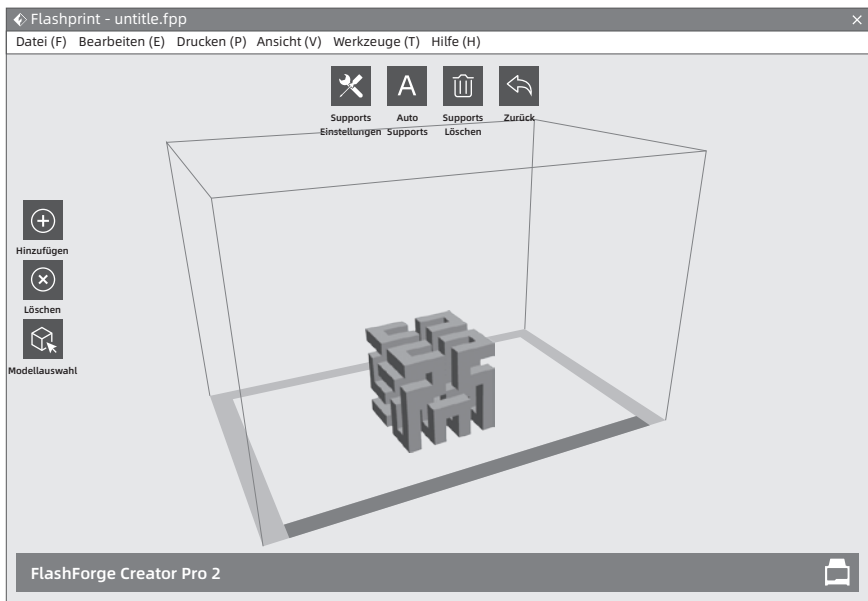 Flashprint - untitle.fpp
Datei (F) Bearbeiten (E) Drucken (P) Ansicht (V) Werkzeuge (T) Hilfe (H)
Supports
Einstellungen
A
Auto
Supports
Supports
Löschen
Zurück
Hinzufügen
Löschen
Modellauswahl
FlashForge Creator Pro 2